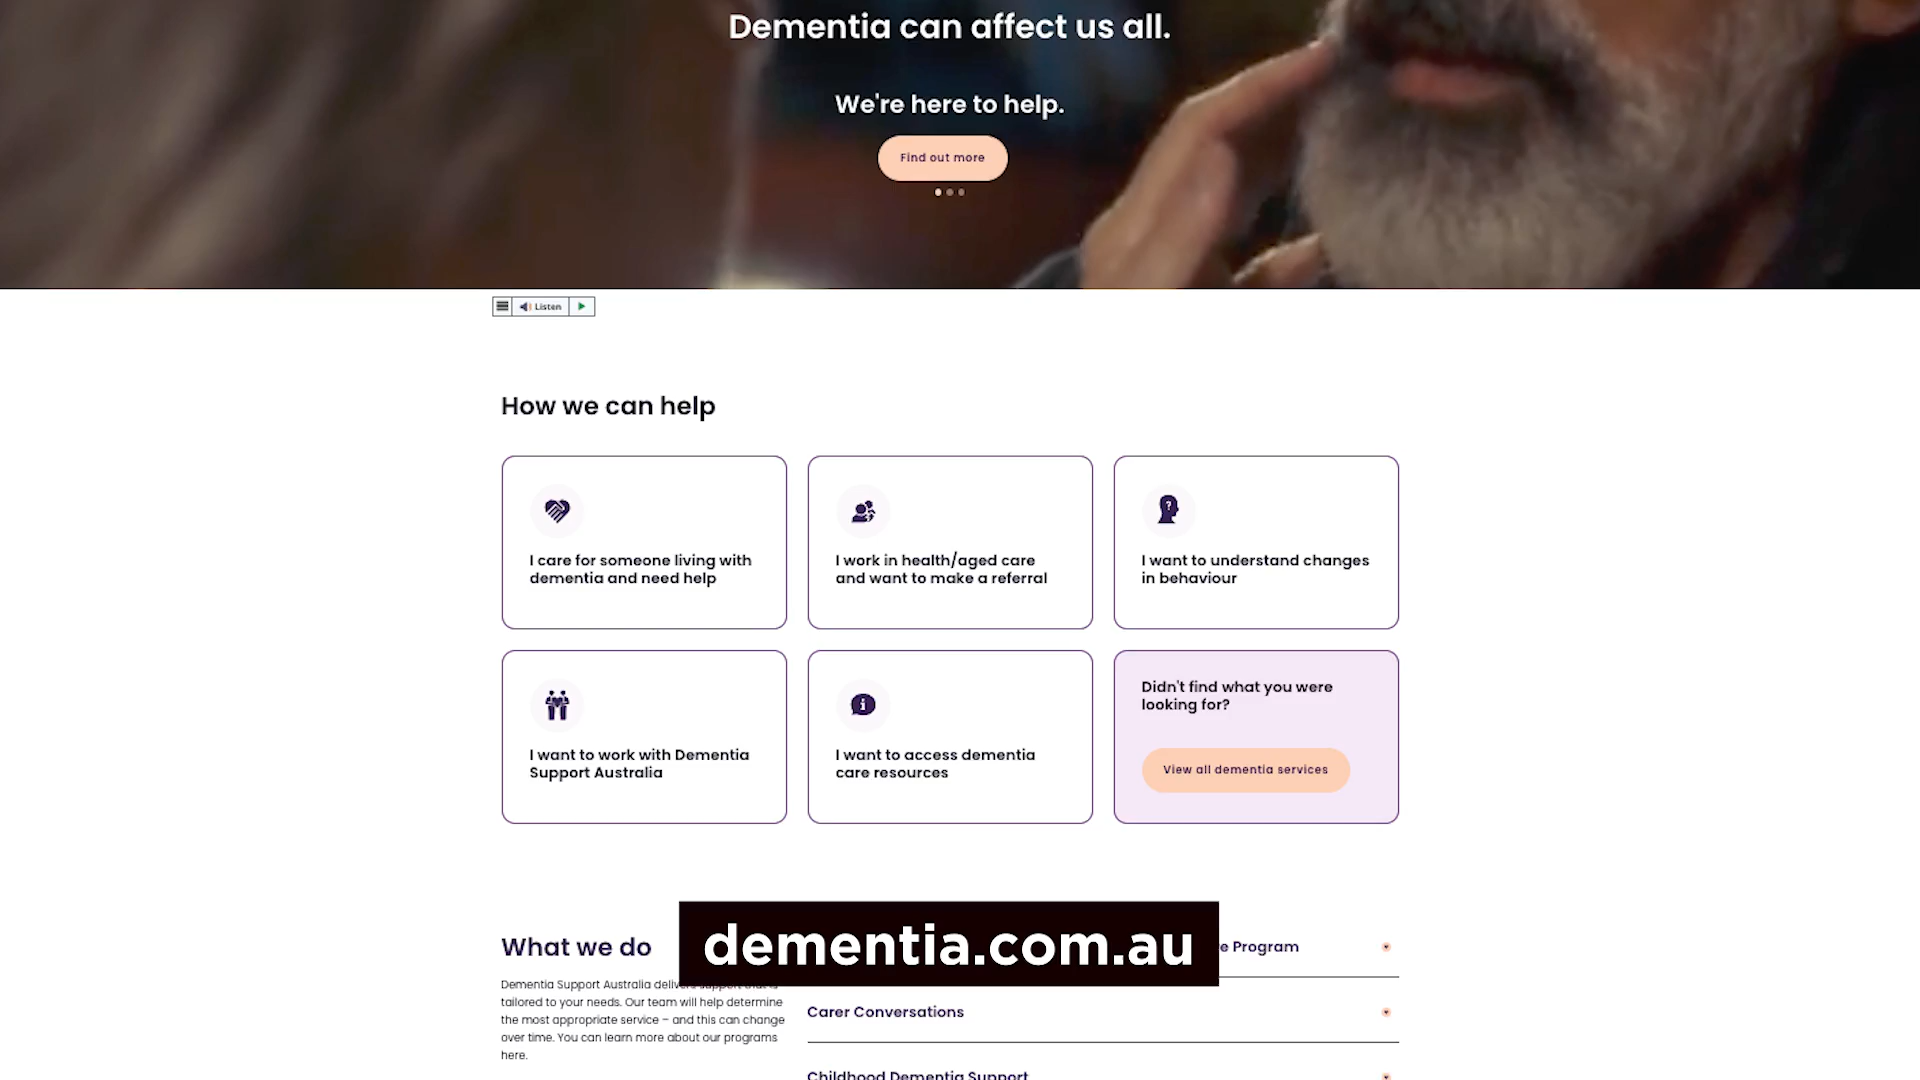 Dementia can affect us all.
We're here to help.
Find out more
Listen
How we can help
I care for someone living with
dementia and need help
I work in health/aged care
and want to make a referral
I want to understand changes
in behaviour
I want to work with Dementia
Support Australia
I want to access dementia
care resources
Didn't find what you were
looking for?
View all dementia services
What we do
Dementia Support Australia
tailored to your needs. Our team will help determine
the most appropriate service – and this can change
over time. You can learn more about our programs
here.
dementia.com.au
Program
Carer Conversations
Childhood Dementia Support